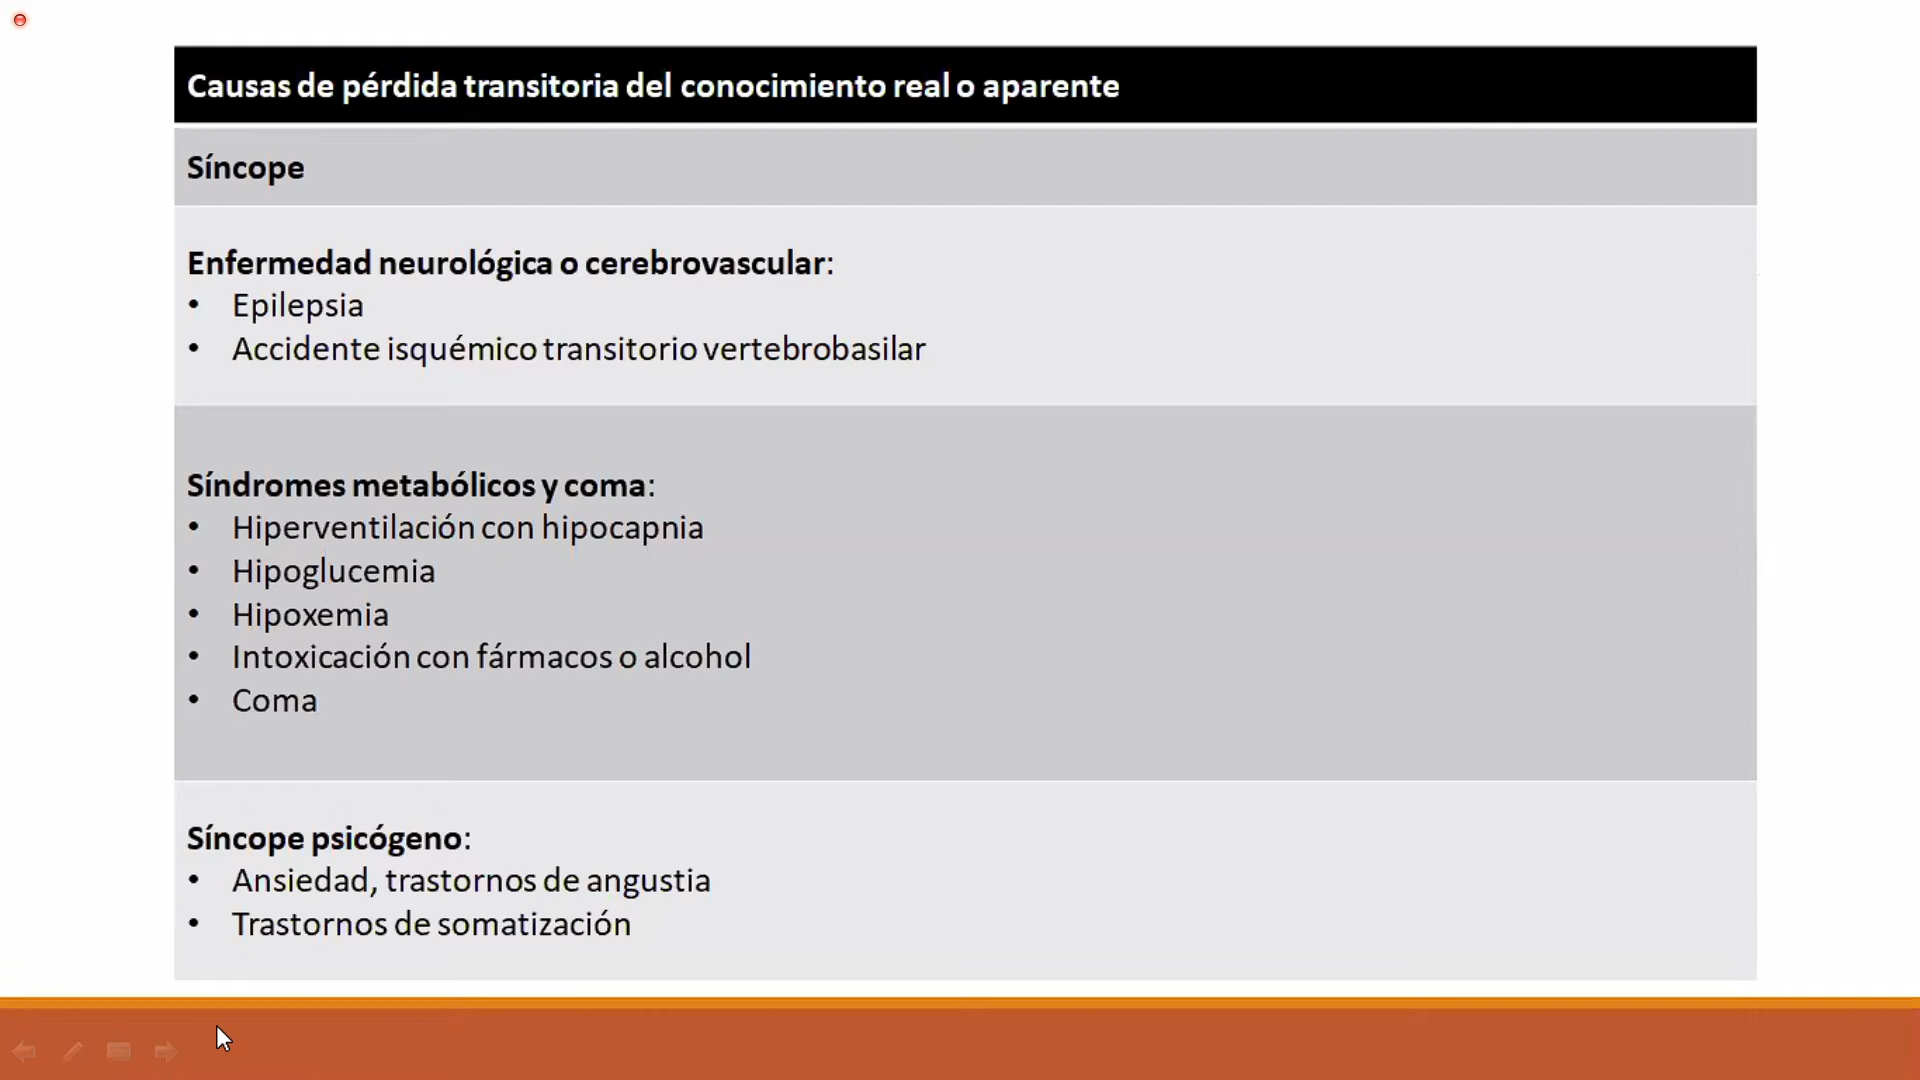 Causas de pérdida transitoria del conocimiento real o aparente
Síncope
Enfermedad neurológica o cerebrovascular:
• Epilepsia
• Accidente isquémico transitorio vertebrobasilar
Síndromes metabólicos y coma:
• Hiperventilación con hipocapnia
• Hipoglucemia
• Hipoxemia
• Intoxicación con fármacos o alcohol
• Coma
Síncope psicógeno:
• Ansiedad, trastornos de angustia
• Trastornos de somatización